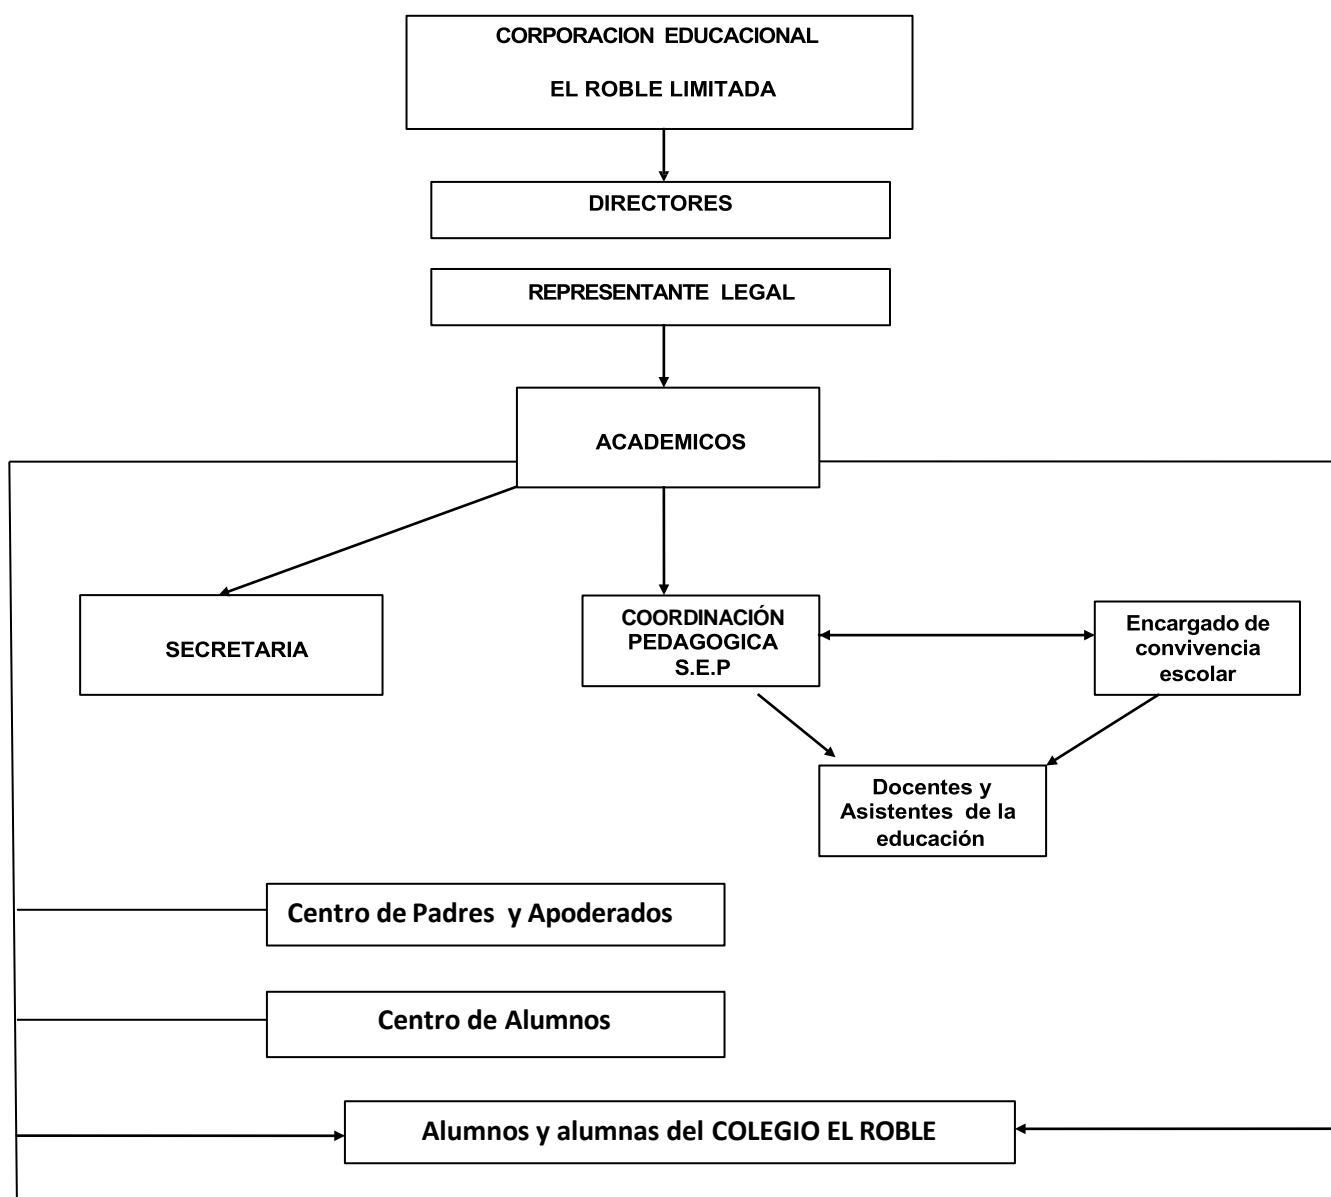 CORPORACION EDUCACIONAL
EL ROBLE LIMITADA
DIRECTORES
REPRESENTANTE LEGAL
ACADEMICOS
SECRETARIA
COORDINACIÓN
PEDAGOGICA
S.E.P
Encargado de
convivencia
escolar
Docentes y
Asistentes de la
educación
Centro de Padres y Apoderados
Centro de Alumnos
Alumnos y alumnas del COLEGIO EL ROBLE